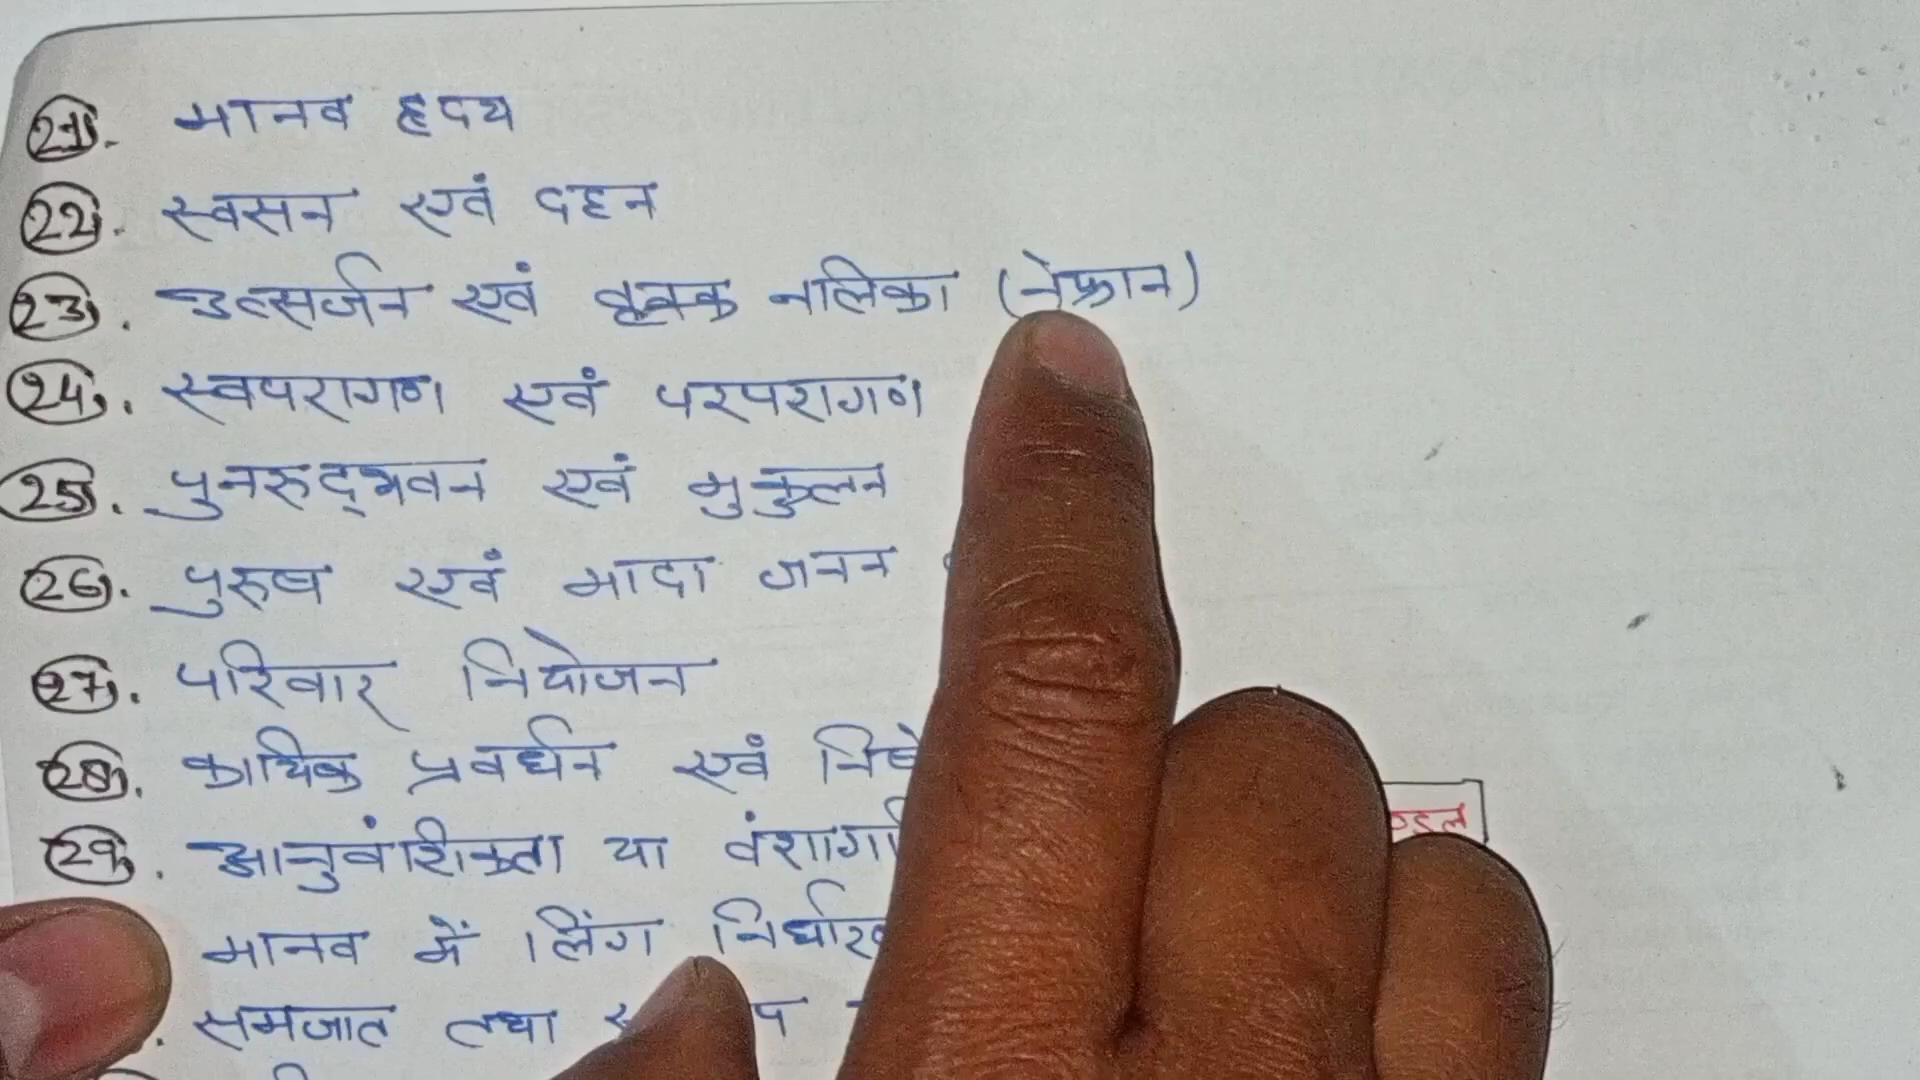 21. मानव हृदय
22. स्वसन एवं दहन
23. उत्सर्जन एवं वृक्क नलिका (नेफ्रान)
24. स्वपरागण एवं परपरागण
25. पुनरुद्भवन एवं मुकुलन
26. पुरुष एवं मादा जनन
27. परिवार नियोजन
28. कायिक प्रवर्धन एवं
29. आनुवंशिकता या
मानव में लिंग
समजात तथा